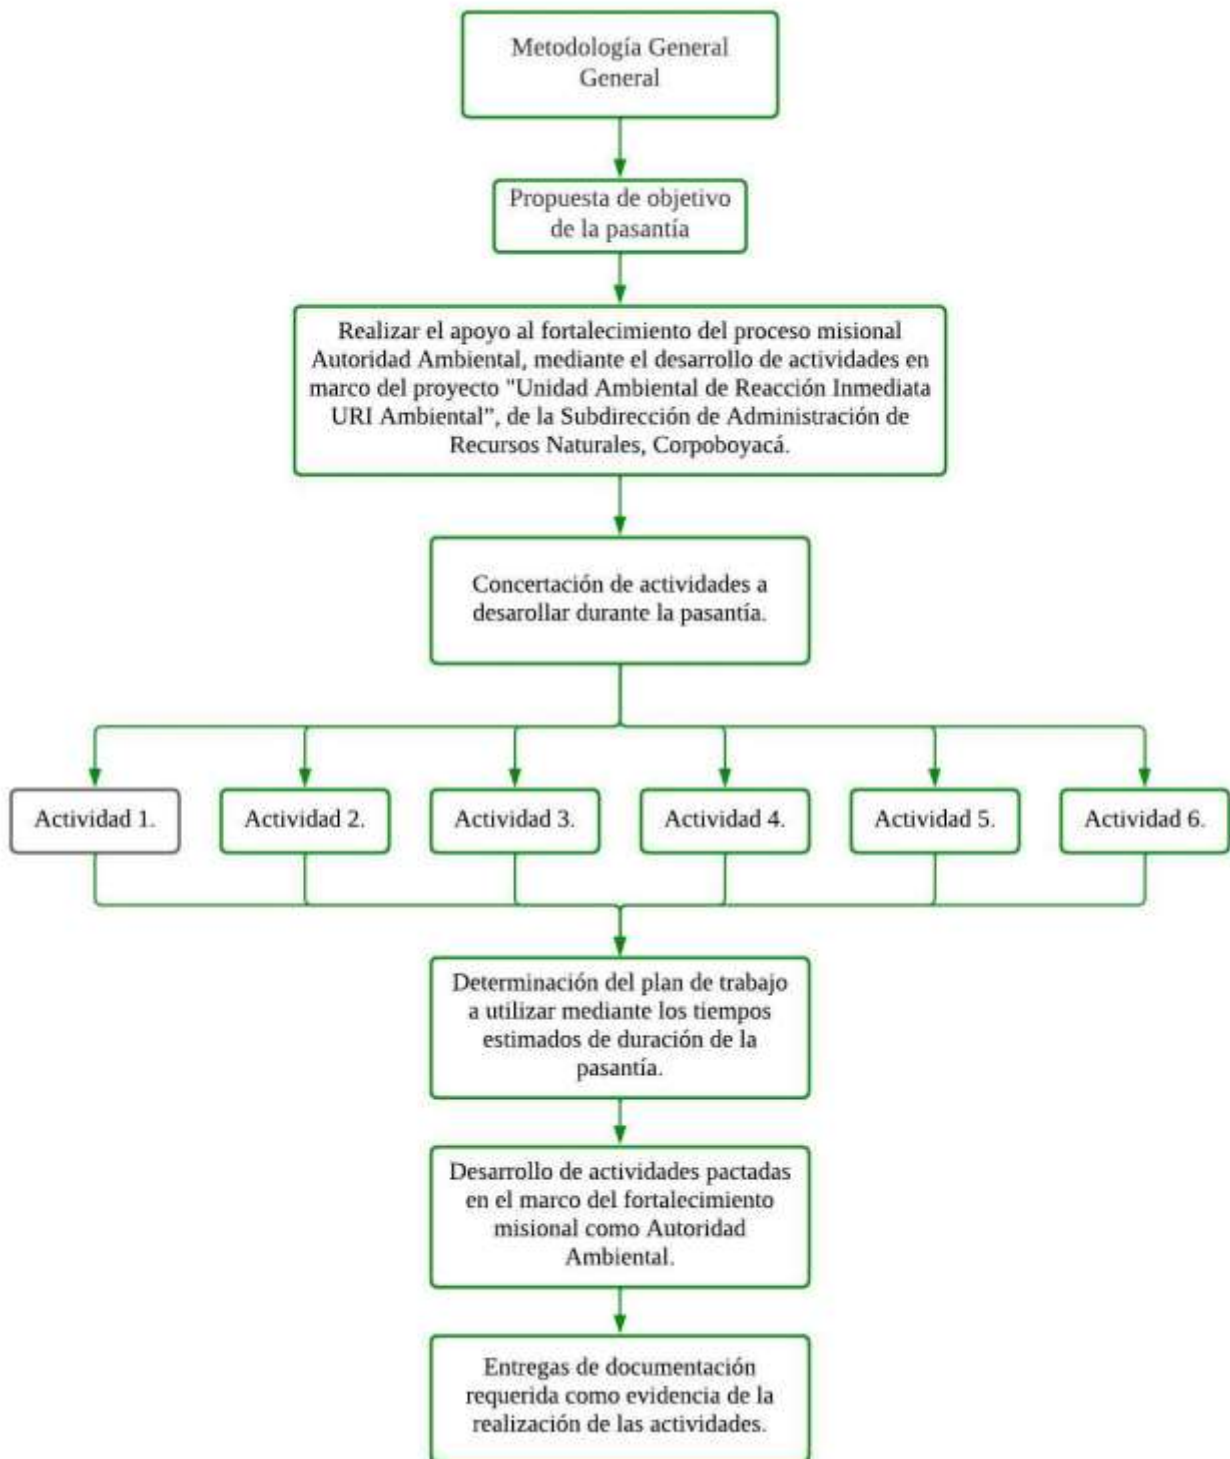 Metodología General
General
Propuesta de objetivo
de la pasantía
Realizar el apoyo al fortalecimiento del proceso misional
Autoridad Ambiental, mediante el desarrollo de actividades en
marco del proyecto "Unidad Ambiental de Reacción Inmediata
URI Ambiental", de la Subdirección de Administración de
Recursos Naturales, Corpoboyacá.
Concertación de actividades a
desarollar durante la pasantía.
Actividad 1.
Actividad 2.
Actividad 3.
Actividad 4.
Actividad 5.
Actividad 6.
Determinación del plan de trabajo
a utilizar mediante los tiempos
estimados de duración de la
pasantía.
Desarrollo de actividades pactadas
en el marco del fortalecimiento
misional como Autoridad
Ambiental.
Entregas de documentación
requerida como evidencia de la
realización de las actividades.